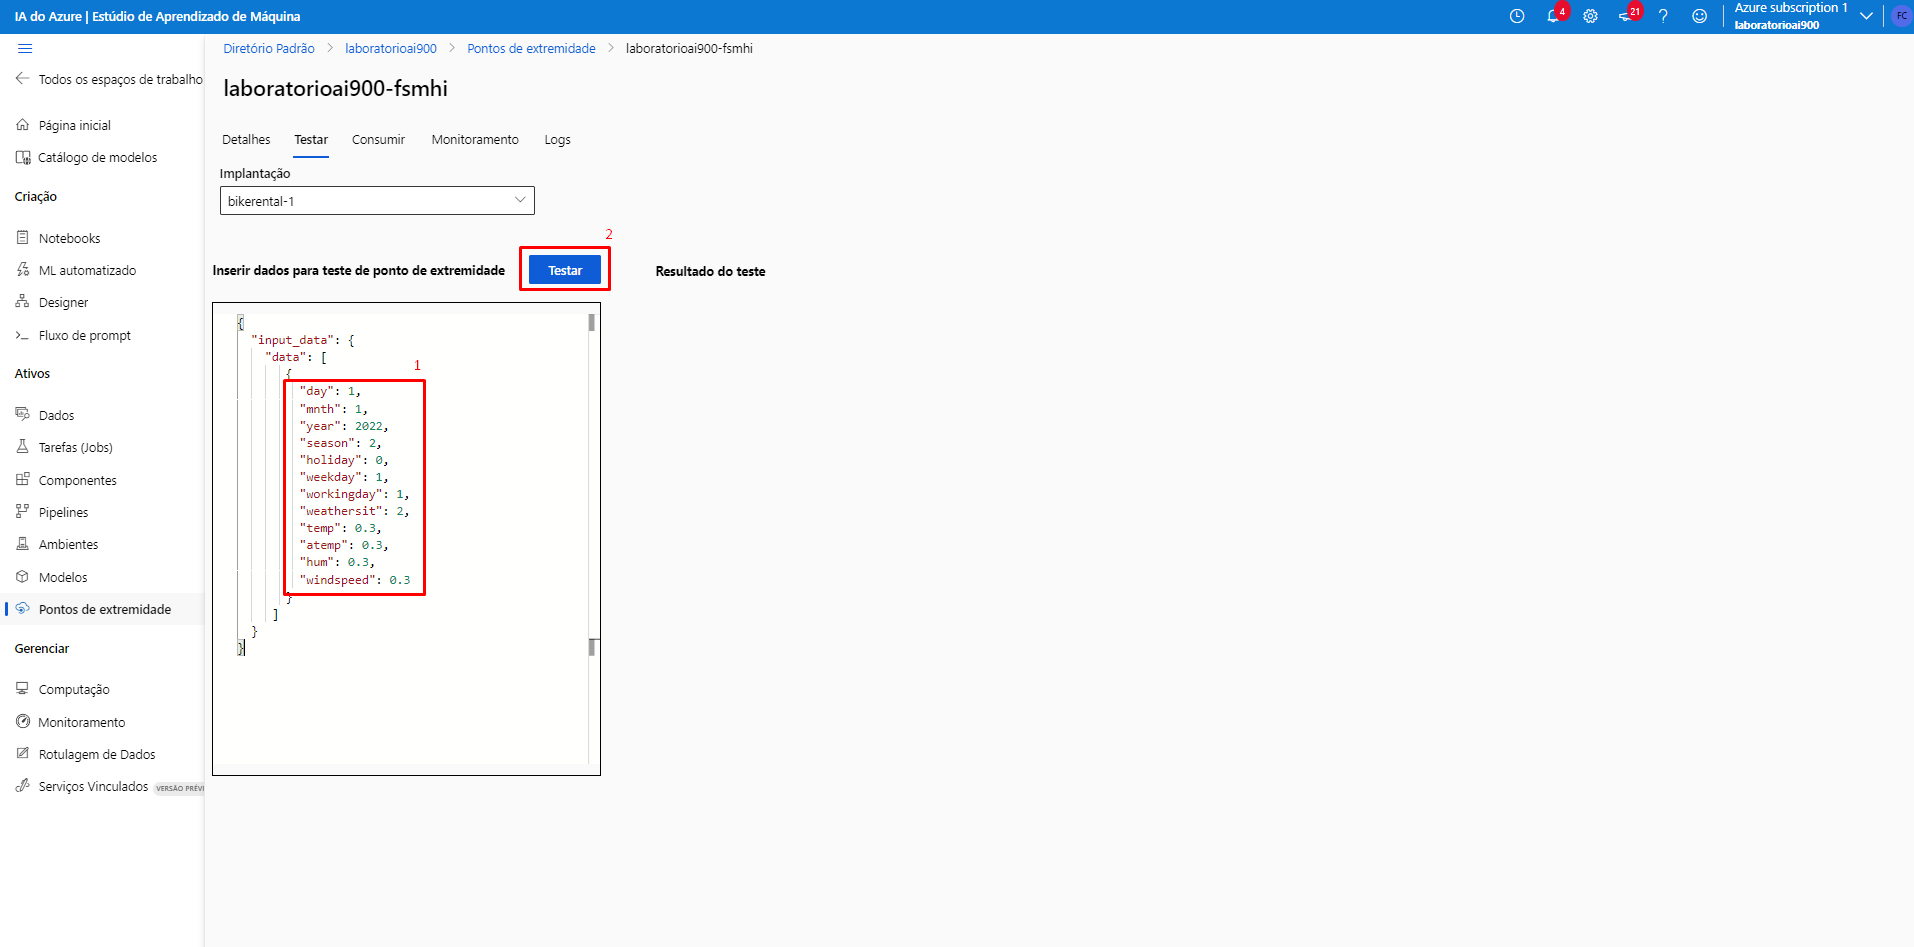 IA do Azure | Estúdio de Aprendizado de Máquina
4
21
?
Azure subscription 1
laboratorioai900
FC
Todos os espaços de trabalho
Página inicial
Catálogo de modelos
Criação
Notebooks
ML automatizado
Designer
Fluxo de prompt
Ativos
Dados
Tarefas (Jobs)
Componentes
Pipelines
Ambientes
Modelos
Pontos de extremidade
Gerenciar
Computação
Monitoramento
Rotulagem de Dados
Serviços Vinculados VERSÃO PRÉVI
Diretório Padrão > laboratorioai900 > Pontos de extremidade > laboratorioai900-fsmhi
laboratorioai900-fsmhi
Detalhes Testar Consumir Monitoramento Logs
Implantação
bikerental-1
2
Inserir dados para teste de ponto de extremidade Testar Resultado do teste
{
"input_data": {
"data": [
1
{
"day": 1,
"mnth": 1,
"year": 2022,
"season": 2,
"holiday": 0,
"weekday": 1,
"workingday": 1,
"weathersit": 2,
"temp": 0.3,
"atemp": 0.3,
"hum": 0.3,
"windspeed": 0.3
}
]
}
}